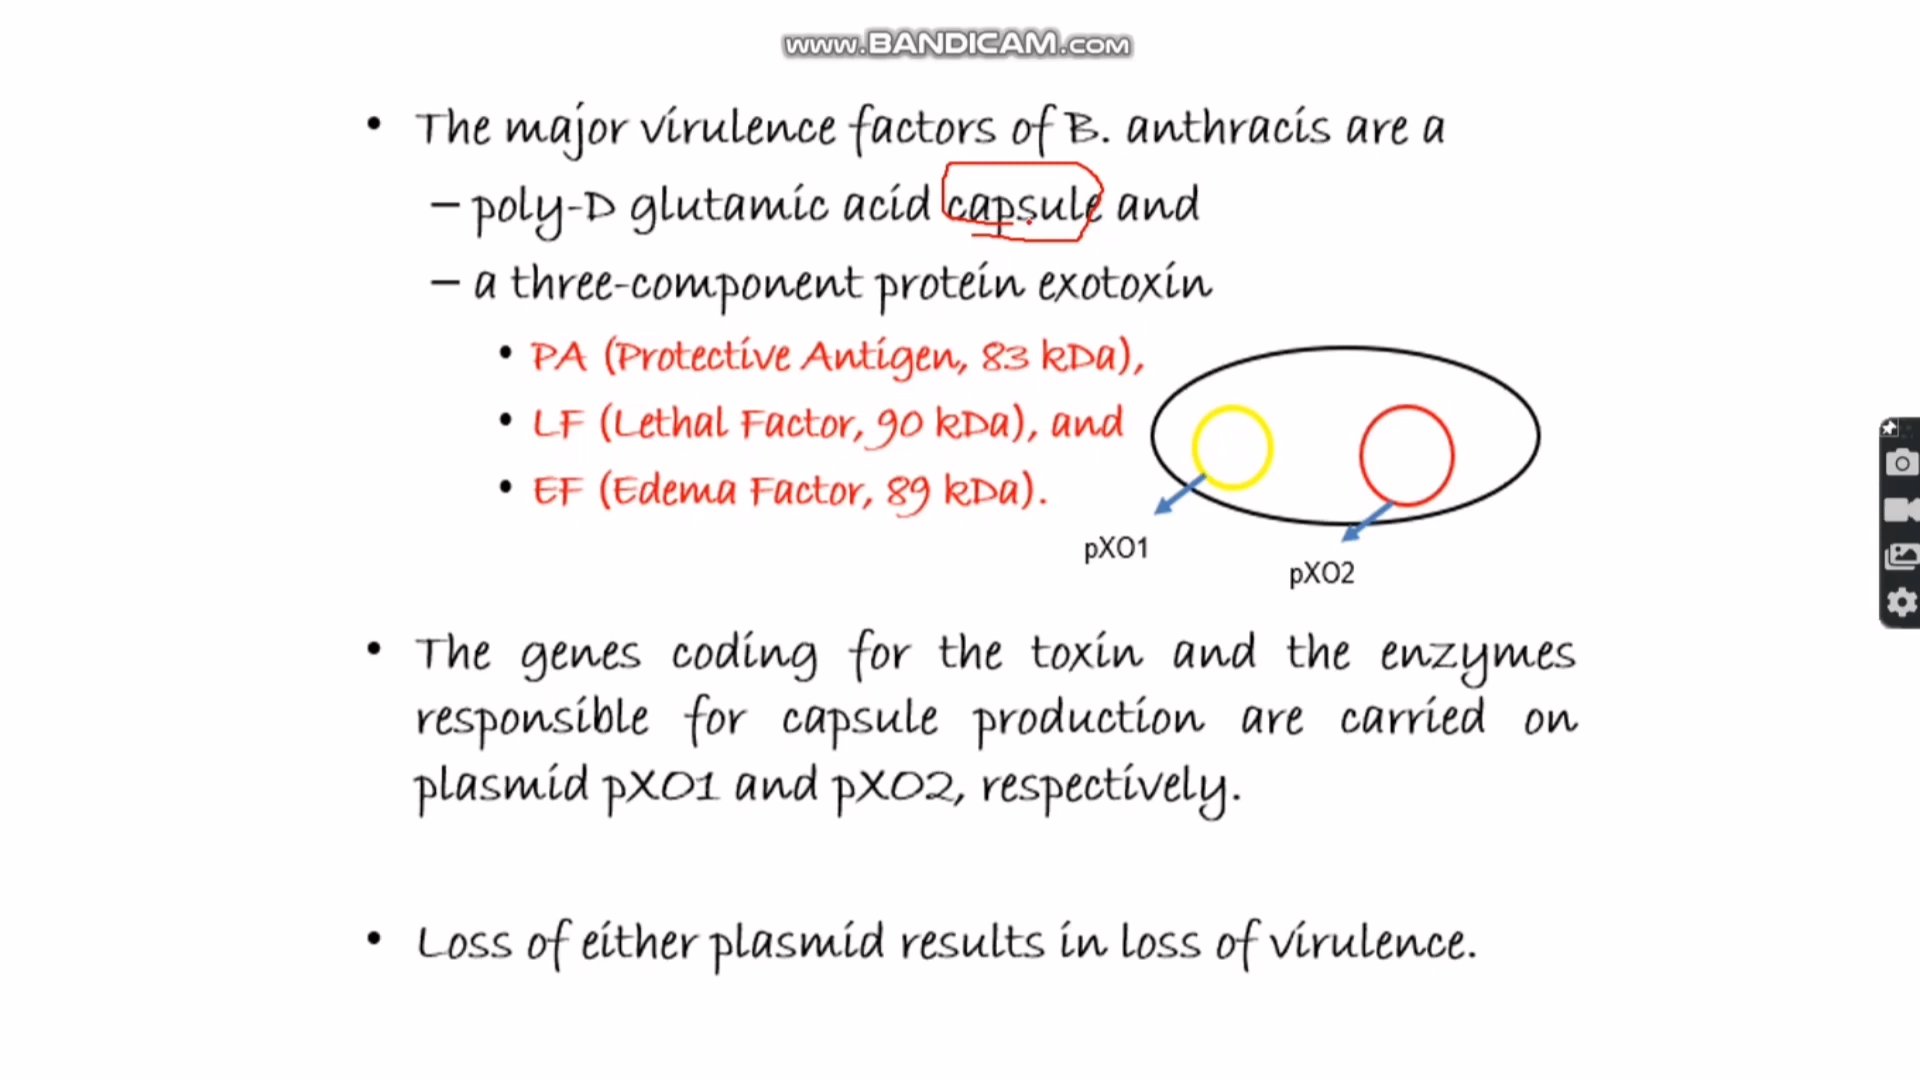 www.BANDICAM.com
• The major virulence factors of B. anthracis are a
– poly-D glutamic acid capsule and
– a three-component protein exotoxin
• PA (Protective Antigen, 83 kDa),
• LF (Lethal Factor, 90 kDa), and
• EF (Edema Factor, 89 kDa).
pXO1
pXO2
• The genes coding for the toxin and the enzymes
responsible for capsule production are carried on
plasmid pXO1 and pXO2, respectively.
• Loss of either plasmid results in loss of virulence.